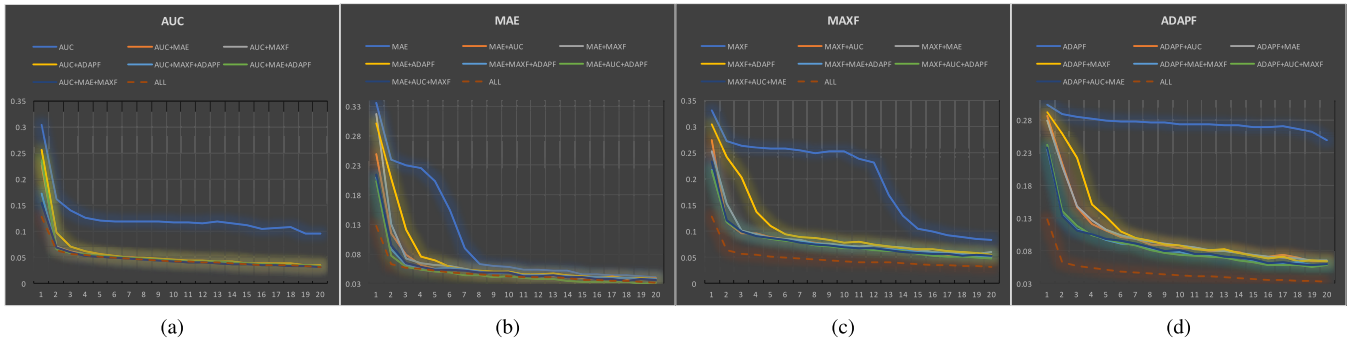 AUC
AUC AUC+MAE AUC+MAXF
AUC+ADAPF AUC+MAXF+ADAPF AUC+MAE+ADAPF
AUC+MAE+MAXF ALL
0.35
0.3
0.25
0.2
0.15
0.1
0.05
0
1 2 3 4 5 6 7 8 9 10 11 12 13 14 15 16 17 18 19 20
(a)
MAE
MAE MAE+AUC MAE+MAXF
MAE+ADAPF MAE+MAXF+ADAPF MAE+AUC+ADAPF
MAE+AUC+MAXF ALL
0.33
0.28
0.23
0.18
0.13
0.08
0.03
1 2 3 4 5 6 7 8 9 10 11 12 13 14 15 16 17 18 19 20
(b)
MAXF
MAXF MAXF+AUC MAXF+MAE
MAXF+ADAPF MAXF+MAE+ADAPF MAXF+AUC+ADAPF
MAXF+AUC+MAE ALL
0.35
0.3
0.25
0.2
0.15
0.1
0.05
0
1 2 3 4 5 6 7 8 9 10 11 12 13 14 15 16 17 18 19 20
(c)
ADAPF
ADAPF ADAPF+AUC ADAPF+MAE
ADAPF+MAXF ADAPF+MAE+MAXF ADAPF+AUC+MAXF
ADAPF+AUC+MAE ALL
0.28
0.23
0.18
0.13
0.08
0.03
1 2 3 4 5 6 7 8 9 10 11 12 13 14 15 16 17 18 19 20
(d)